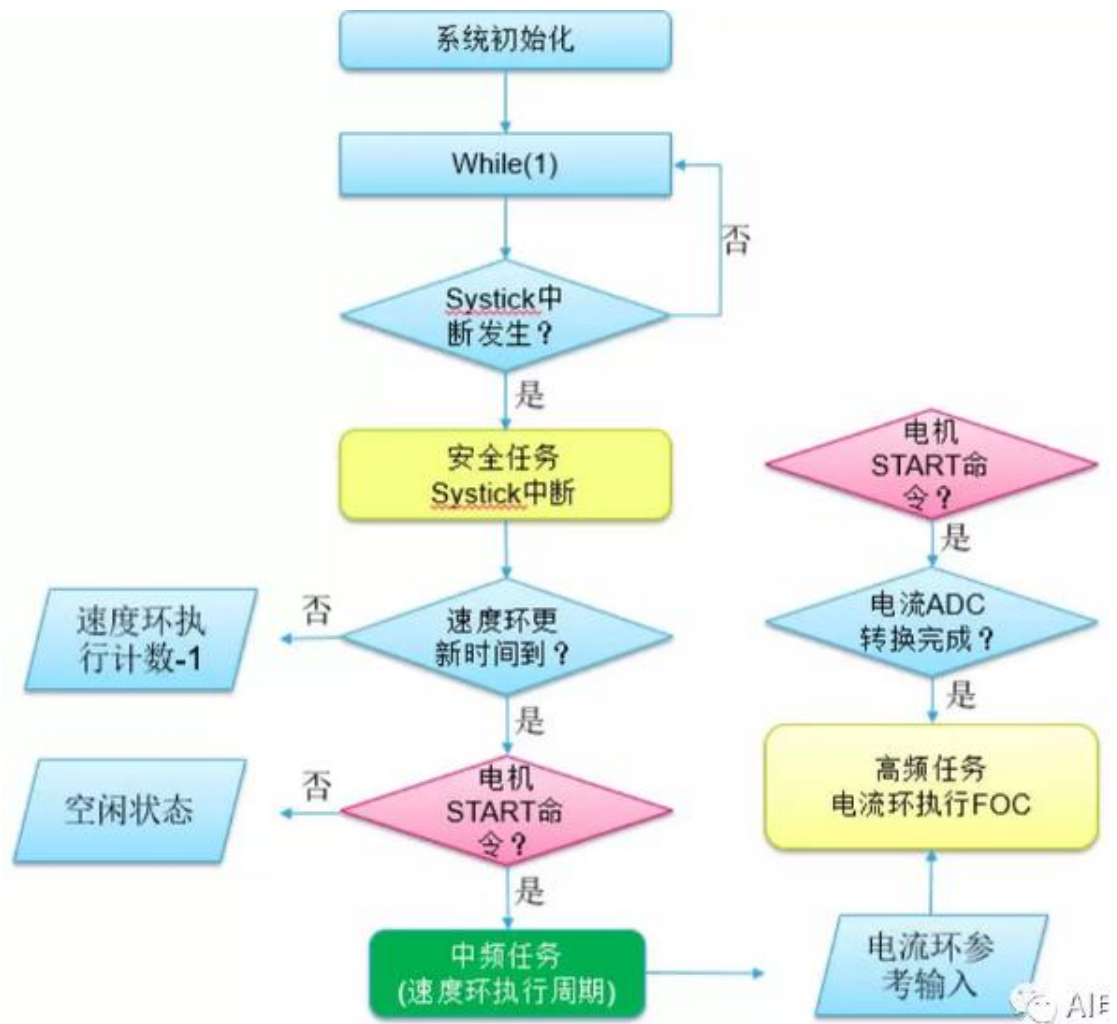 系统初始化
While(1)
否
Systick中
断发生？
是
安全任务
Systick中断
速度环更
新时间到？
否
速度环执
行计数-1
是
电机
START命
令？
否
空闲状态
是
中频任务
(速度环执行周期)
电机
START命
令？
是
电流ADC
转换完成？
是
高频任务
电流环执行FOC
电流环参
考输入